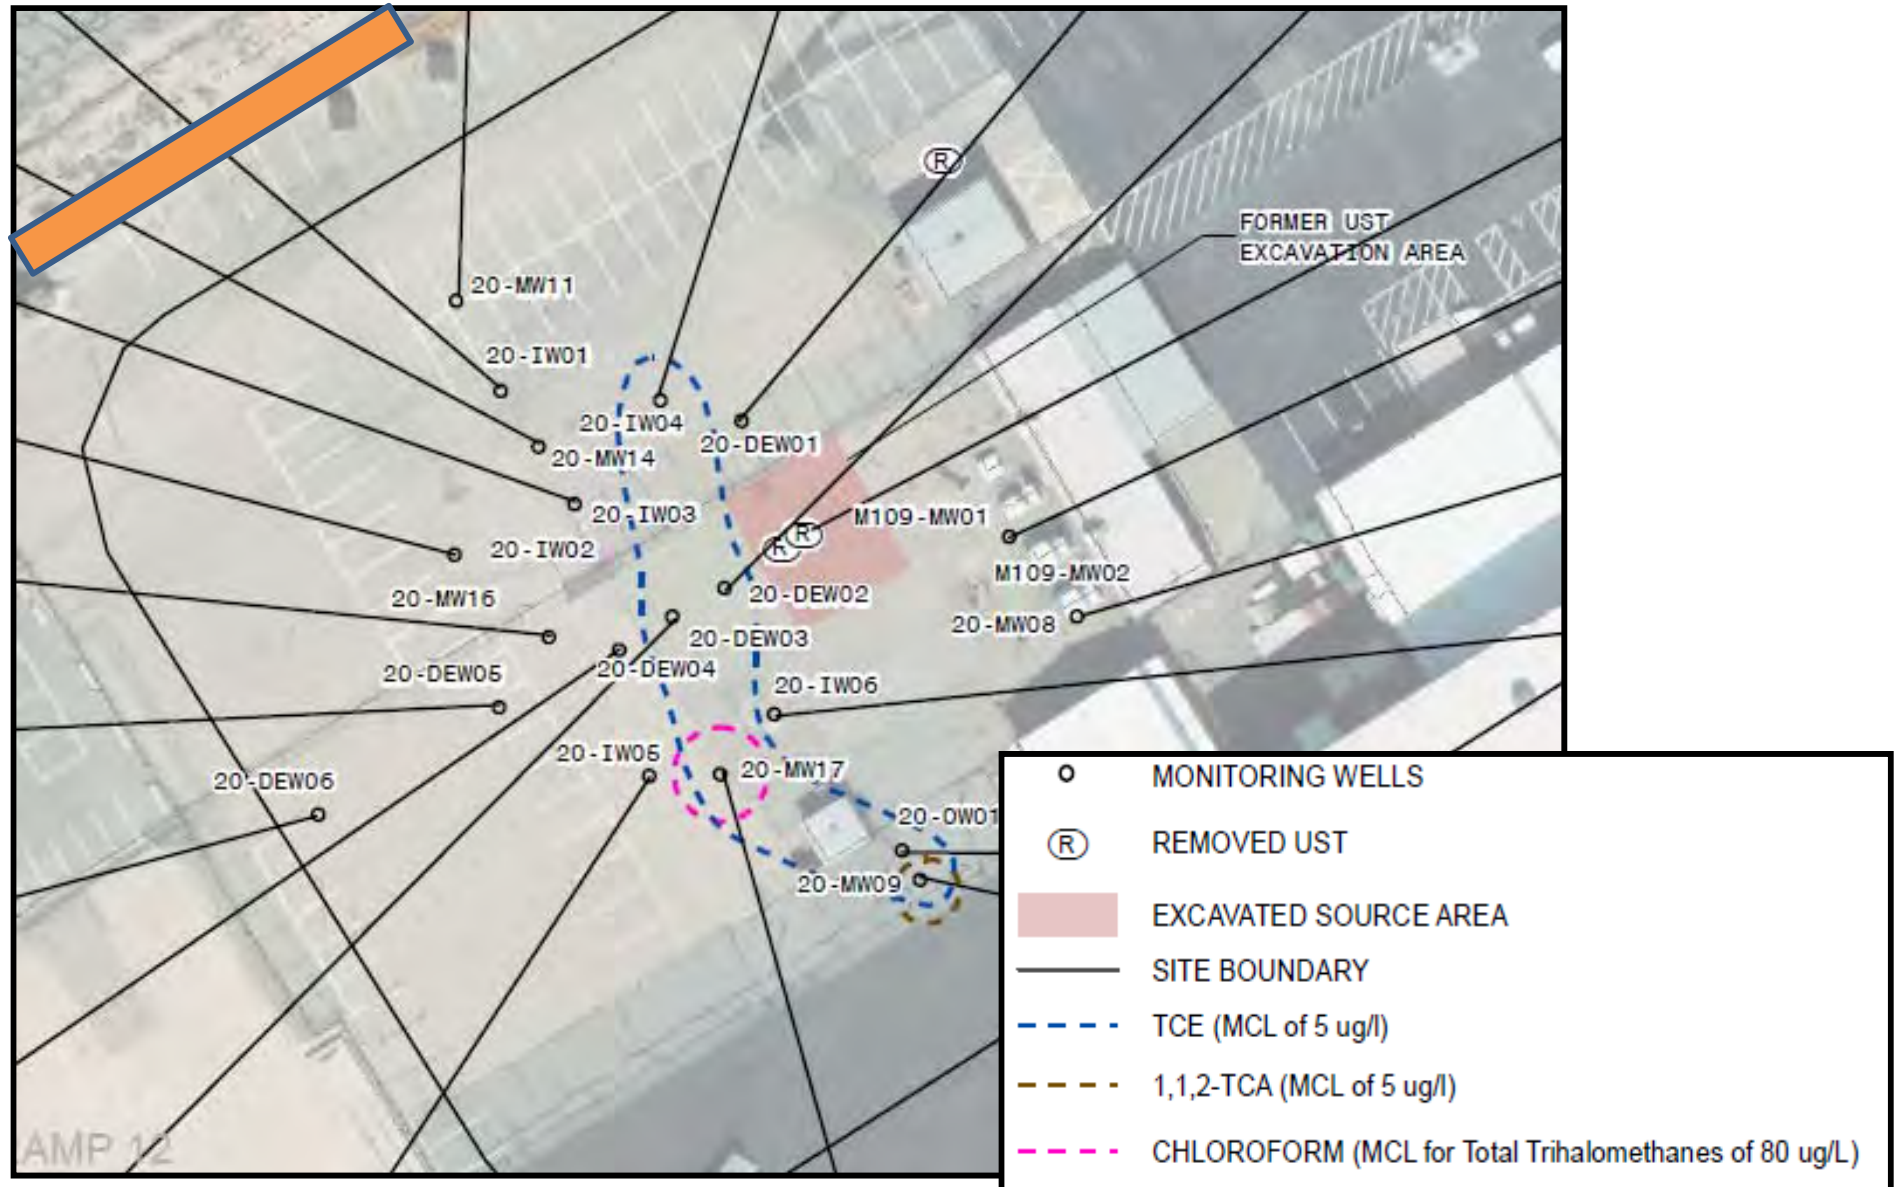 R
FORMER UST
EXCAVATION AREA
20-MW11
20-IW01
20-IW04
20-DEW01
20-MW14
20-IW03
M109-MW01
20-IW02
R
R
M109-MW02
20-MW16
20-DEW02
20-MW08
20-DEW03
20-DEW04
20-DEW05
20-IW06
20-IW05
20-MW17
20-DEW06
20-OW01
20-MW09
AMP 12
MONITORING WELLS
R REMOVED UST
EXCAVATED SOURCE AREA
SITE BOUNDARY
TCE (MCL of 5 ug/l)
1,1,2-TCA (MCL of 5 ug/l)
CHLOROFORM (MCL for Total Trihalomethanes of 80 ug/L)